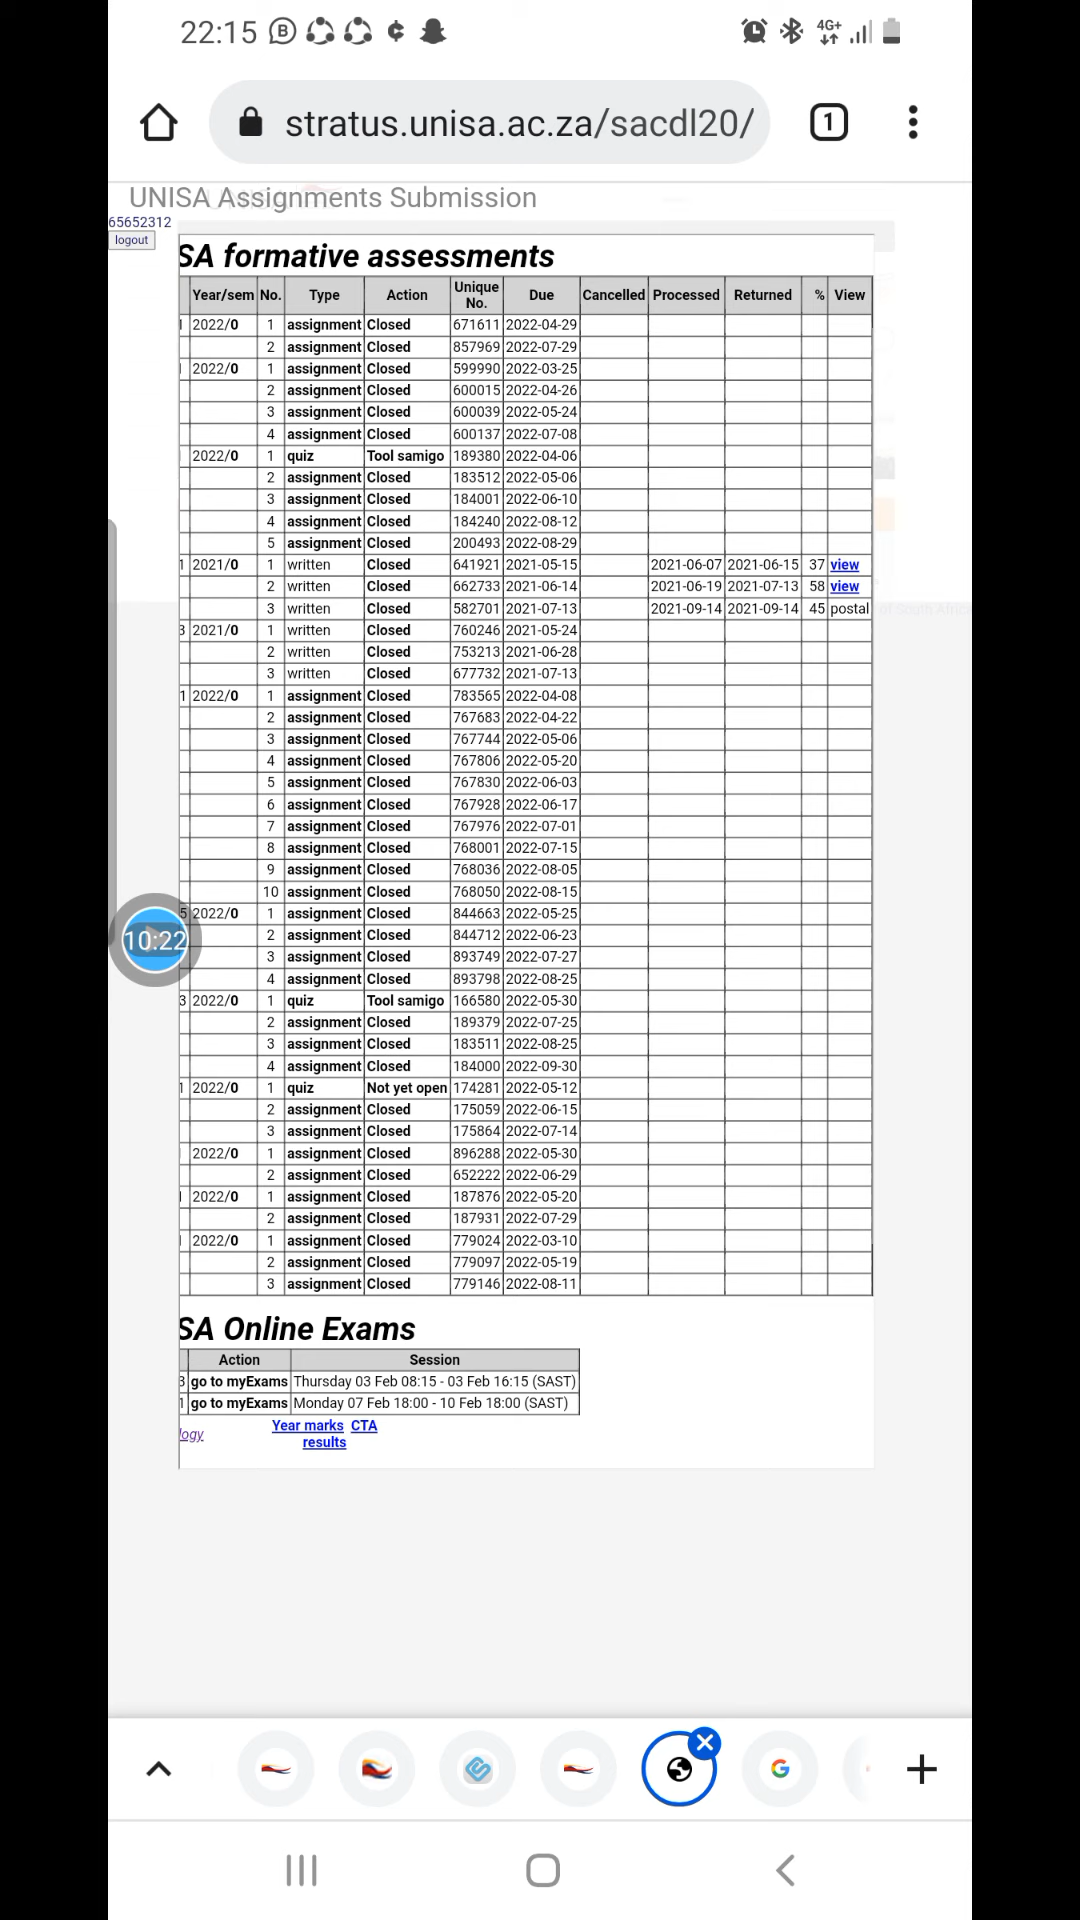 22:15
4G+
stratus.unisa.ac.za/sacdl20/
1
UNISA Assignments Submission
65652312
logout
SA formative assessments
Year/sem No. Type Action Unique No. Due Cancelled Processed Returned % View
2022/0 1 assignment Closed 671611 2022-04-29
2 assignment Closed 857969 2022-07-29
2022/0 1 assignment Closed 599990 2022-03-25
2 assignment Closed 600015 2022-04-26
3 assignment Closed 600039 2022-05-24
4 assignment Closed 600137 2022-07-08
2022/0 1 quiz Tool samigo 189380 2022-04-06
2 assignment Closed 183512 2022-05-06
3 assignment Closed 184001 2022-06-10
4 assignment Closed 184240 2022-08-12
5 assignment Closed 200493 2022-08-29
1 2021/0 1 written Closed 641921 2021-05-15 2021-06-07 2021-06-15 37 view
2 written Closed 662733 2021-06-14 2021-06-19 2021-07-13 58 view
3 written Closed 582701 2021-07-13 2021-09-14 2021-09-14 45 postal
3 2021/0 1 written Closed 760246 2021-05-24
2 written Closed 753213 2021-06-28
3 written Closed 677732 2021-07-13
1 2022/0 1 assignment Closed 783565 2022-04-08
2 assignment Closed 767683 2022-04-22
3 assignment Closed 767744 2022-05-06
4 assignment Closed 767806 2022-05-20
5 assignment Closed 767830 2022-06-03
6 assignment Closed 767928 2022-06-17
7 assignment Closed 767976 2022-07-01
8 assignment Closed 768001 2022-07-15
9 assignment Closed 768036 2022-08-05
10 assignment Closed 768050 2022-08-15
5 2022/0 1 assignment Closed 844663 2022-05-25
10:22
2 assignment Closed 844712 2022-06-23
3 assignment Closed 893749 2022-07-27
4 assignment Closed 893798 2022-08-25
3 2022/0 1 quiz Tool samigo 166580 2022-05-30
2 assignment Closed 189379 2022-07-25
3 assignment Closed 183511 2022-08-25
4 assignment Closed 184000 2022-09-30
1 2022/0 1 quiz Not yet open 174281 2022-05-12
2 assignment Closed 175059 2022-06-15
3 assignment Closed 175864 2022-07-14
2022/0 1 assignment Closed 896288 2022-05-30
2 assignment Closed 652222 2022-06-29
2022/0 1 assignment Closed 187876 2022-05-20
2 assignment Closed 187931 2022-07-29
2022/0 1 assignment Closed 779024 2022-03-10
2 assignment Closed 779097 2022-05-19
3 assignment Closed 779146 2022-08-11
SA Online Exams
Action Session
3 go to myExams Thursday 03 Feb 08:15 - 03 Feb 16:15 (SAST)
1 go to myExams Monday 07 Feb 18:00 - 10 Feb 18:00 (SAST)
logy
Year marks CTA
results